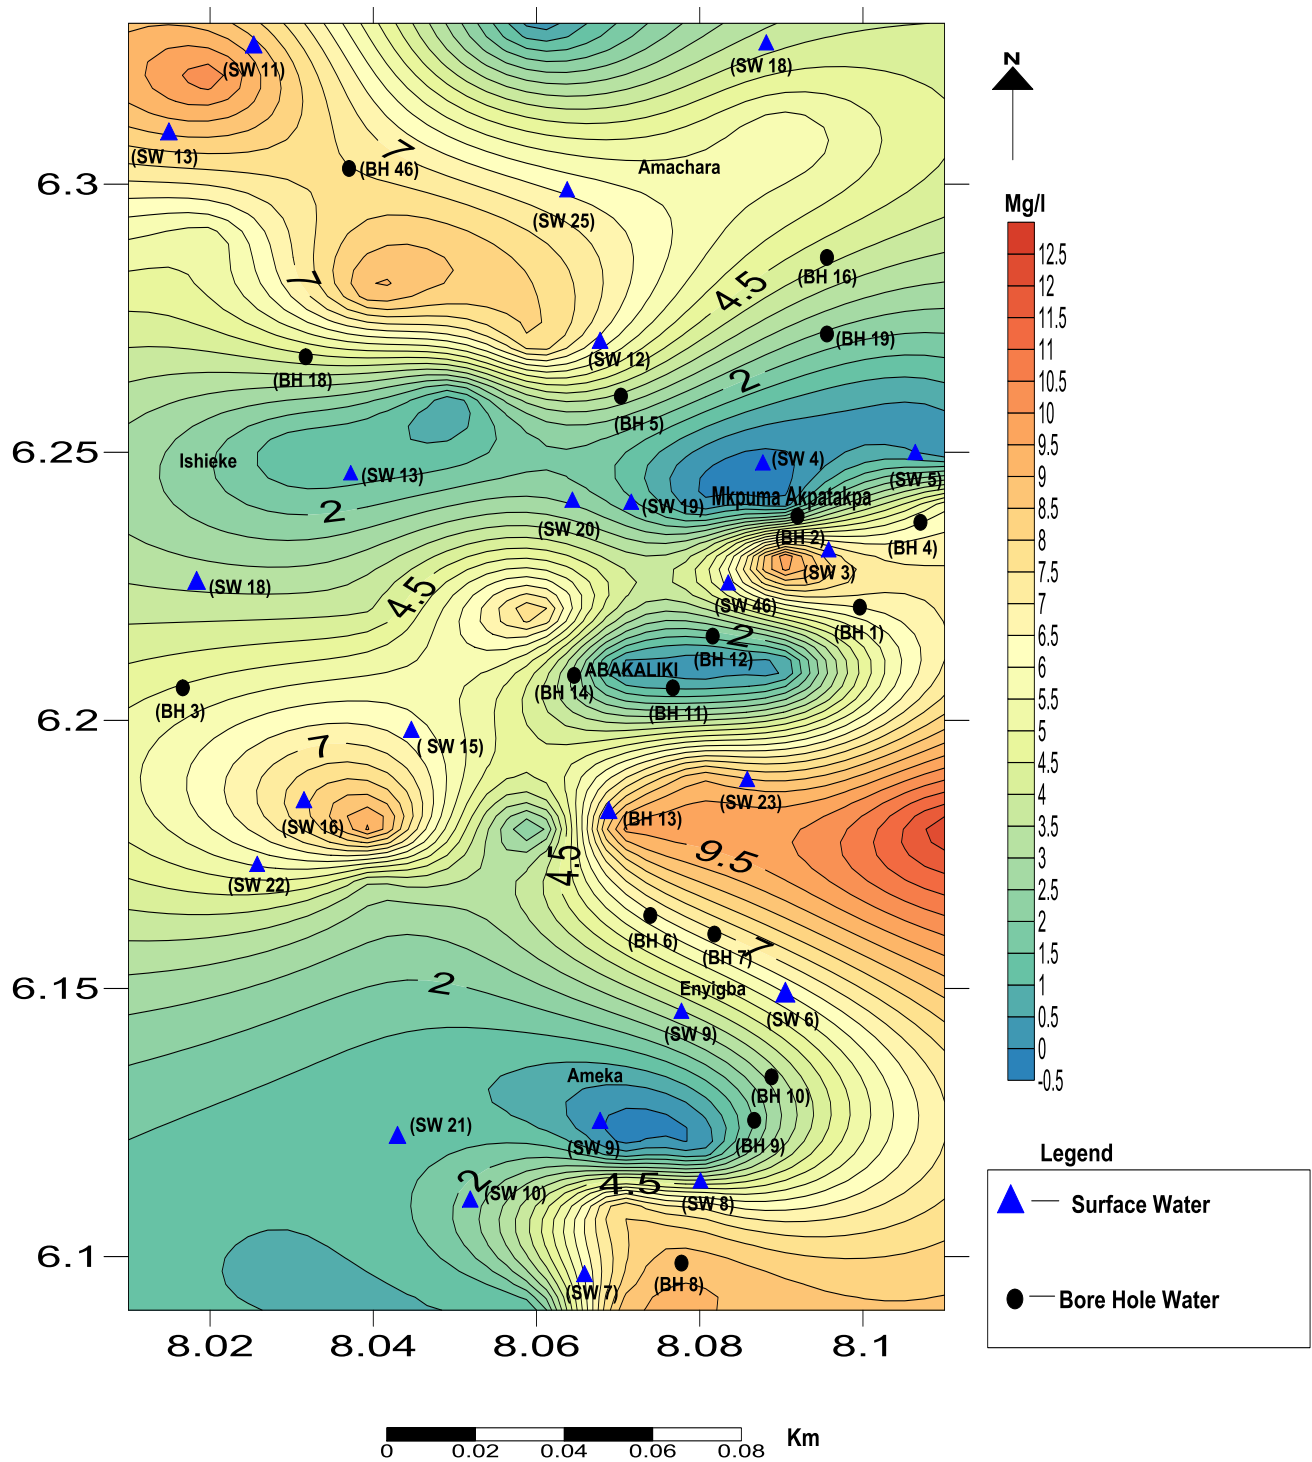 N
Mg/l
12.5
12
11.5
11
10.5
10
9.5
9
8.5
8
7.5
7
6.5
6
5.5
5
4.5
4
3.5
3
2.5
2
1.5
1
0.5
0
-0.5
6.3
6.25
6.2
6.15
6.1
8.02
8.04
8.06
8.08
8.1
(SW 11)
(SW 18)
(SW 13)
7
(BH 46)
Amachara
(SW 25)
7
4.5
(BH 16)
(BH 19)
(SW 12)
(BH 18)
2
(BH 5)
Ishieke
(SW 13)
(SW 4)
(SW 5)
Mkpuma Akpatakpa
2
(SW 20)
(SW 19)
(BH 2)
(BH 4)
(SW 3)
(SW 18)
4.5
(SW 46)
(BH 1)
2
(BH 12)
ABAKALIKI
(BH 14)
(BH 3)
(BH 11)
7
( SW 15)
(SW 16)
(BH 13)
(SW 23)
9.5
4.5
(SW 22)
(BH 6)
(BH 7)
7
2
Enyigba
(SW 9)
(SW 6)
Ameka
(BH 10)
(SW 21)
(SW 9)
(BH 9)
2
(SW 10)
4.5
(SW 8)
(SW 7)
(BH 8)
Legend
Surface Water
Bore Hole Water
0
0.02
0.04
0.06
0.08
Km